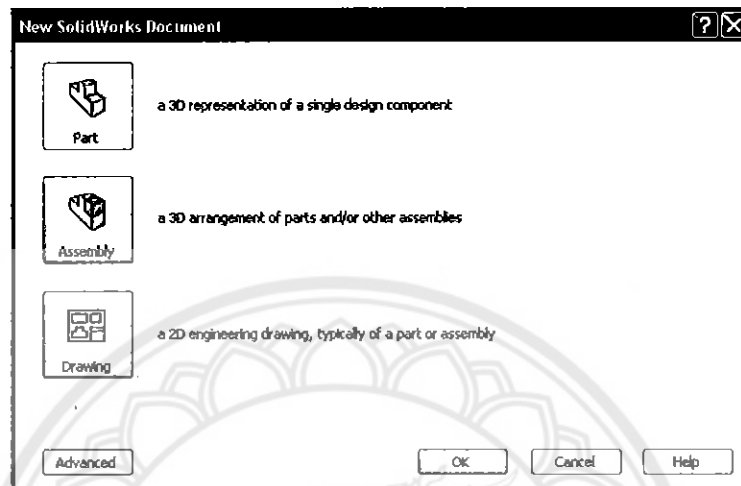 New SolidWorks Document
Part
a 3D representation of a single design component
Assembly
a 3D arrangement of parts and/or other assemblies
Drawing
a 2D engineering drawing, typically of a part or assembly
Advanced
OK
Cancel
Help